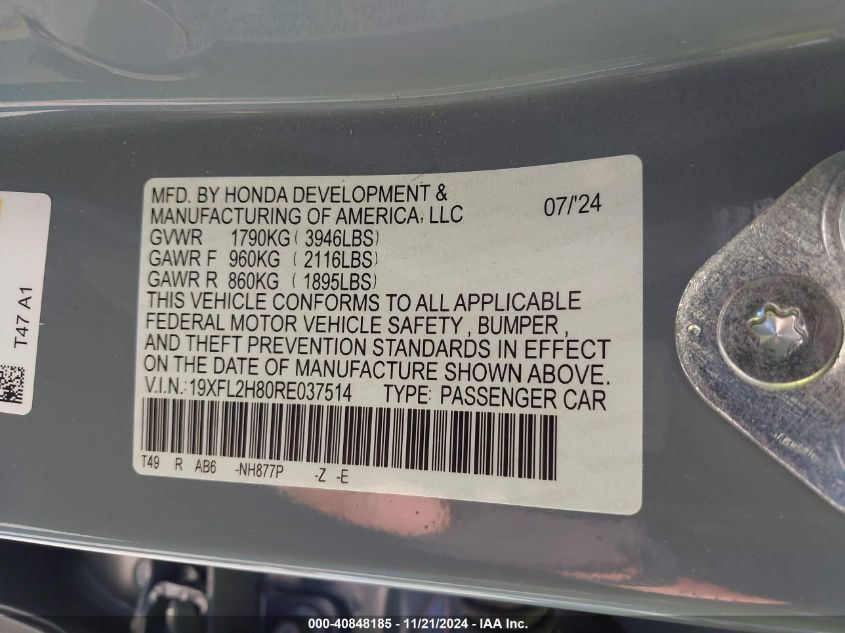 MFD. BY HONDA DEVELOPMENT &
MANUFACTURING OF AMERICA, LLC 07/'24
GVWR 1790KG ( 3946LBS)
GAWR F 960KG ( 2116LBS)
GAWR R 860KG ( 1895LBS)
THIS VEHICLE CONFORMS TO ALL APPLICABLE
FEDERAL MOTOR VEHICLE SAFETY , BUMPER ,
AND THEFT PREVENTION STANDARDS IN EFFECT
ON THE DATE OF MANUFACTURE SHOWN ABOVE.
V.I.N.:19XFL2H80RE037514 TYPE: PASSENGER CAR
T49 R AB6 -NH877P -Z -E
T47 A1
000-40848185 - 11/21/2024 - IAA Inc.